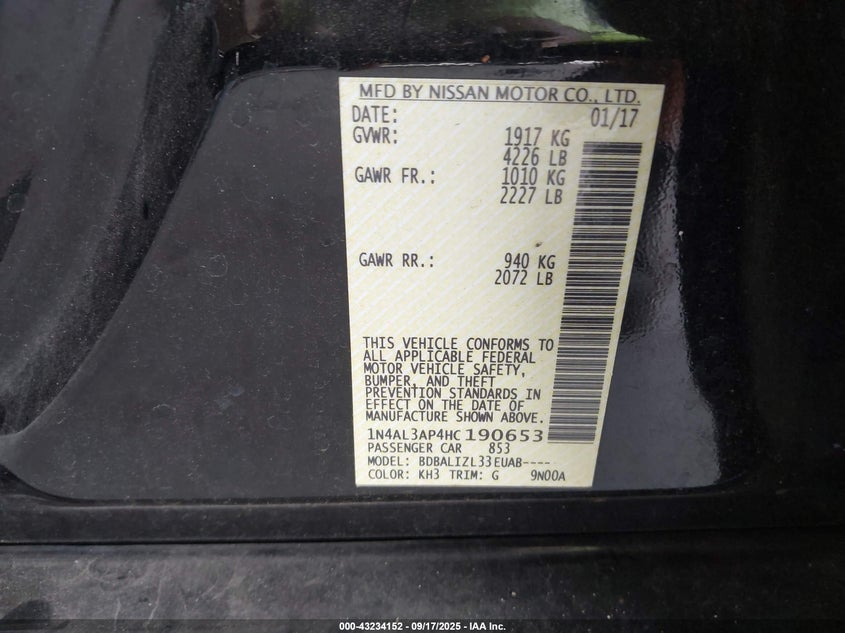 MFD BY NISSAN MOTOR CO., LTD.
DATE: 01/17
GVWR: 1917 KG
4226 LB
GAWR FR.: 1010 KG
2227 LB
GAWR RR.: 940 KG
2072 LB
THIS VEHICLE CONFORMS TO
ALL APPLICABLE FEDERAL
MOTOR VEHICLE SAFETY,
BUMPER, AND THEFT
PREVENTION STANDARDS IN
EFFECT ON THE DATE OF
MANUFACTURE SHOWN ABOVE.
1N4AL3AP4HC190653
PASSENGER CAR 853
MODEL: BDBALIZL33EUAB----
COLOR: KH3 TRIM: G 9N00A
000-43234152 — 09/17/2025 - IAA Inc.